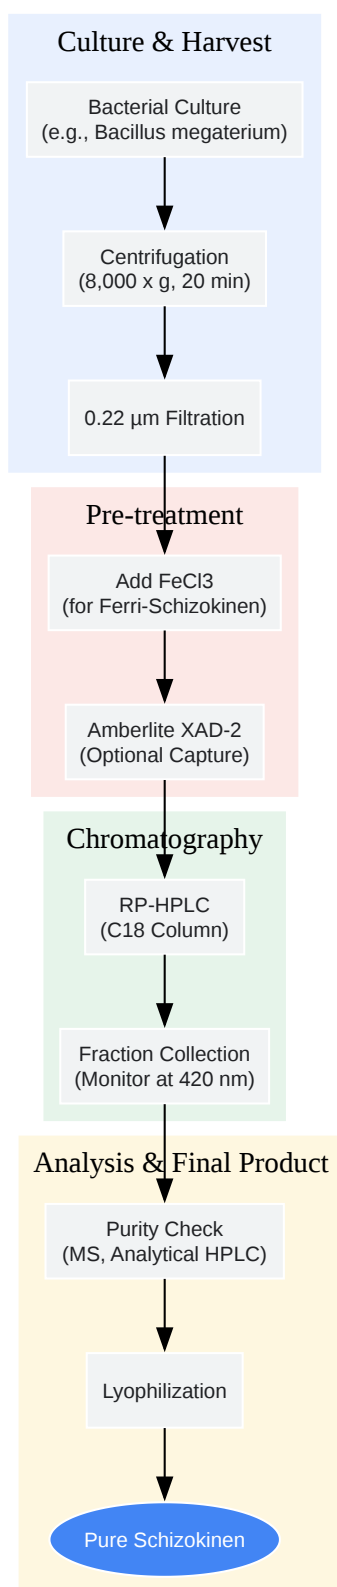 Culture & Harvest
Bacterial Culture
(e.g., Bacillus megaterium)
Centrifugation
(8,000 x g, 20 min)
0.22 µm Filtration
Pre-treatment
Add FeCl3
(for Ferri-Schizokinen)
Amberlite XAD-2
(Optional Capture)
Chromatography
RP-HPLC
(C18 Column)
Fraction Collection
(Monitor at 420 nm)
Analysis & Final Product
Purity Check
(MS, Analytical HPLC)
Lyophilization
Pure Schizokinen